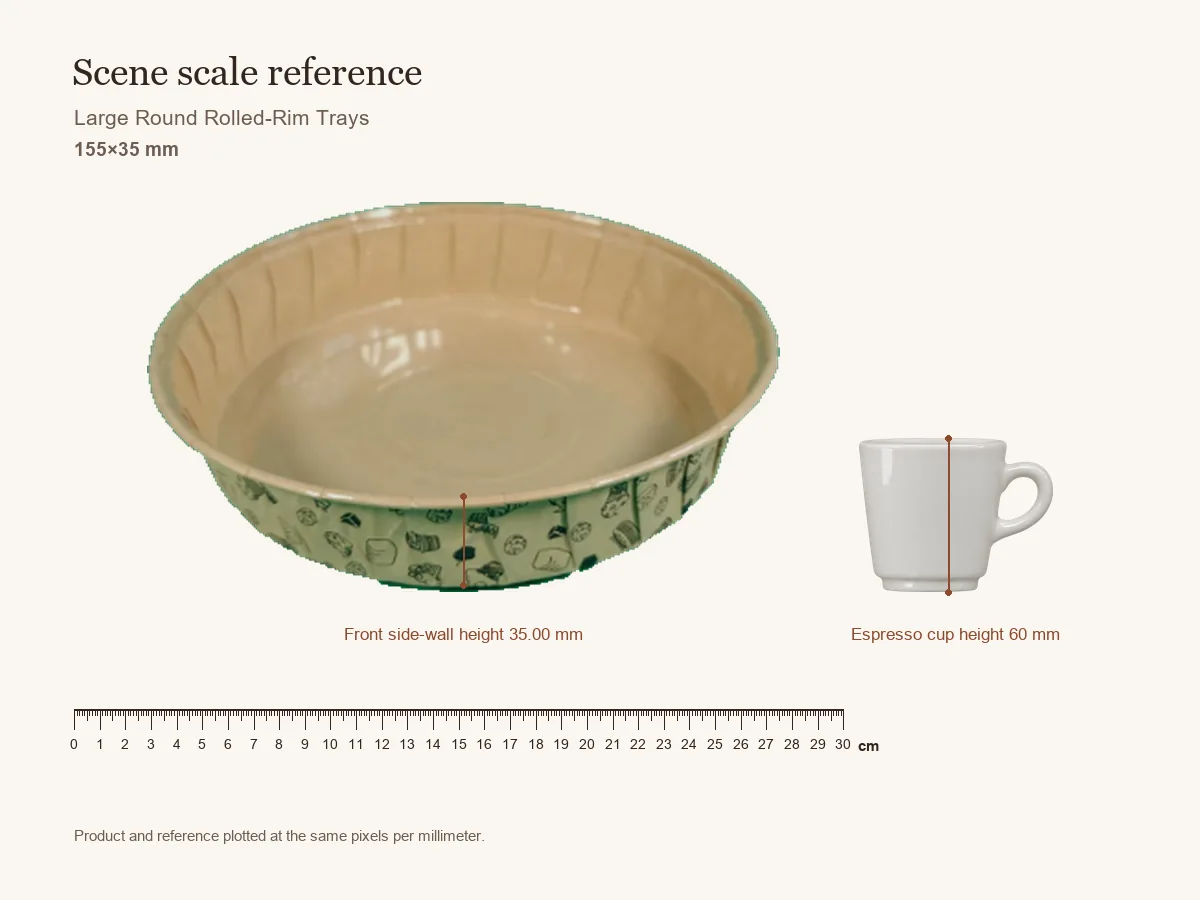 Scene scale reference
Large Round Rolled-Rim Trays
155×35 mm
Front side-wall height 35.00 mm
Espresso cup height 60 mm
0 1 2 3 4 5 6 7 8 9 10 11 12 13 14 15 16 17 18 19 20 21 22 23 24 25 26 27 28 29 30 cm
Product and reference plotted at the same pixels per millimeter.